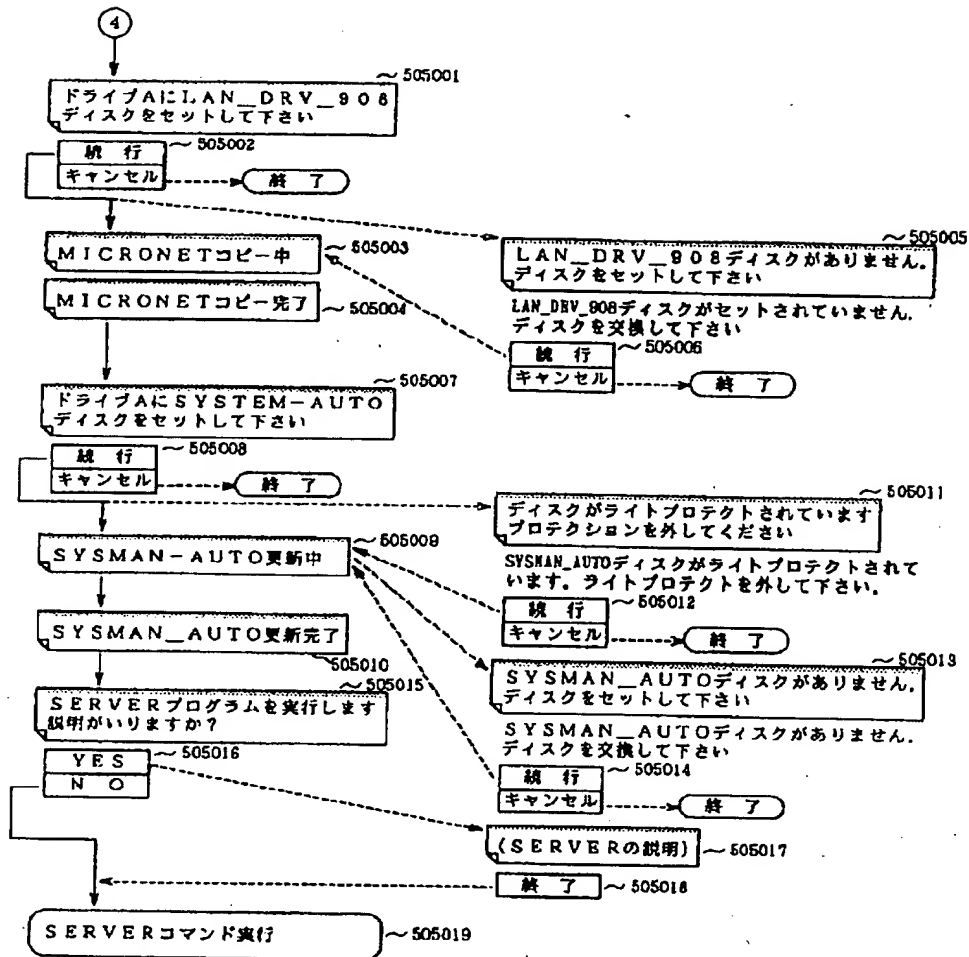 4
505001
ドライブAにLAN_DRV_908
ディスクをセットして下さい
505002
続 行
キャンセル
終 了
505003
MICRONETコピー中
505004
MICRONETコピー完了
505005
LAN_DRV_908ディスクがありません.
ディスクをセットして下さい
LAN_DRV_908ディスクがセットされていません.
ディスクを交換して下さい
505006
続 行
キャンセル
終 了
505007
ドライブAにSYSTEM-AUTO
ディスクをセットして下さい
505008
続 行
キャンセル
終 了
505009
SYSMAN-AUTO更新中
SYSMAN_AUTO更新完了
505010
505011
ディスクがライトプロテクトされています
プロテクションを外してください
SYSMAN_AUTOディスクがライトプロテクトされて
います. ライトプロテクトを外して下さい.
505012
続 行
キャンセル
終 了
505013
SYSMAN_AUTOディスクがありません.
ディスクをセットして下さい
SYSMAN_AUTOディスクがありません.
ディスクを交換して下さい
505014
続 行
キャンセル
終 了
505015
SERVERプログラムを実行します
説明がいりますか?
505016
YES
NO
(SERVERの説明)
505017
終 了
505018
SERVERコマンド実行
505019